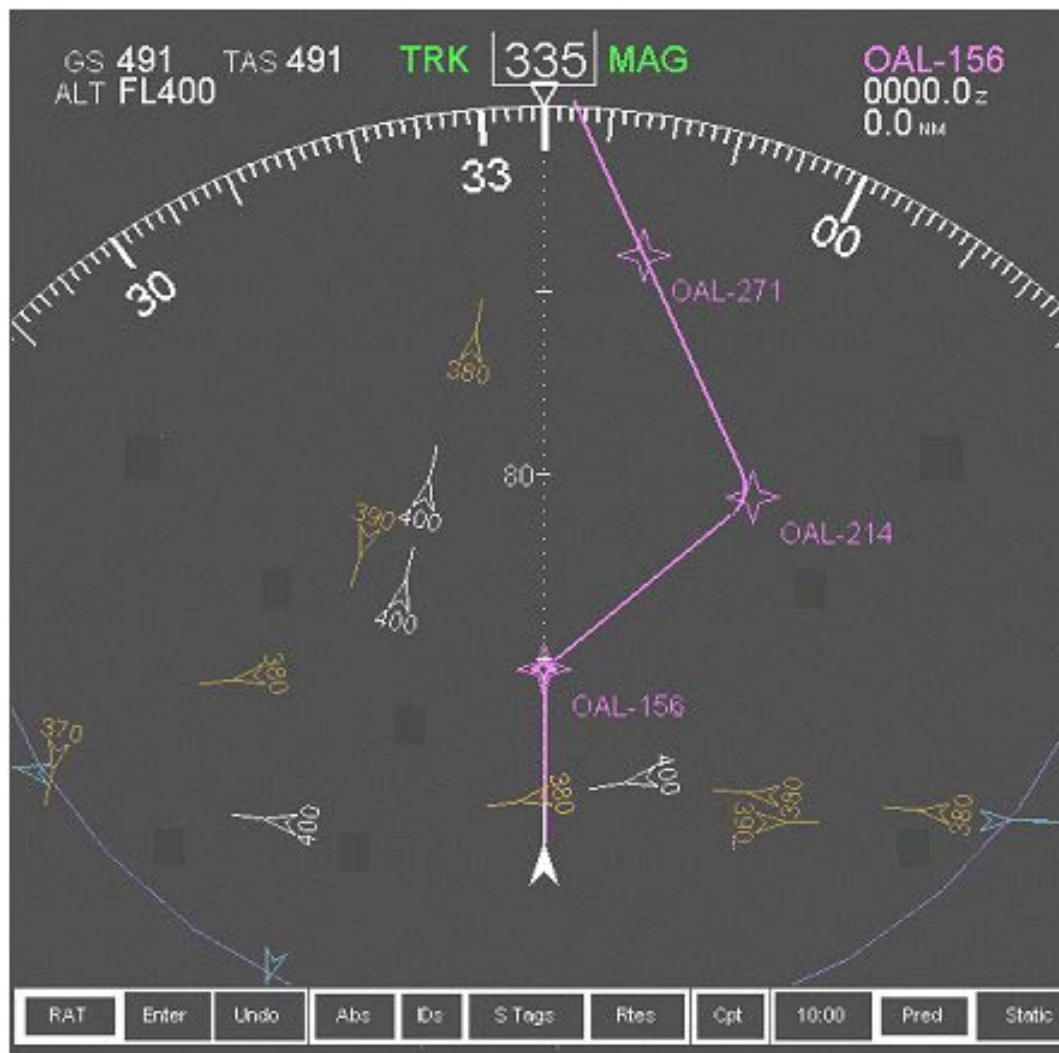 GS 491 TAS 491 TRK 335 MAG OAL-156
ALT FL400 0000.0z
0.0 NM
33
30
00
OAL-271
380
80
400
390
OAL-214
400
380
OAL-156
370
380
400
380
390
380
400
RAT Enter Undo Abs IDs S Tags Rtes Cpt 10:00 Pred Static